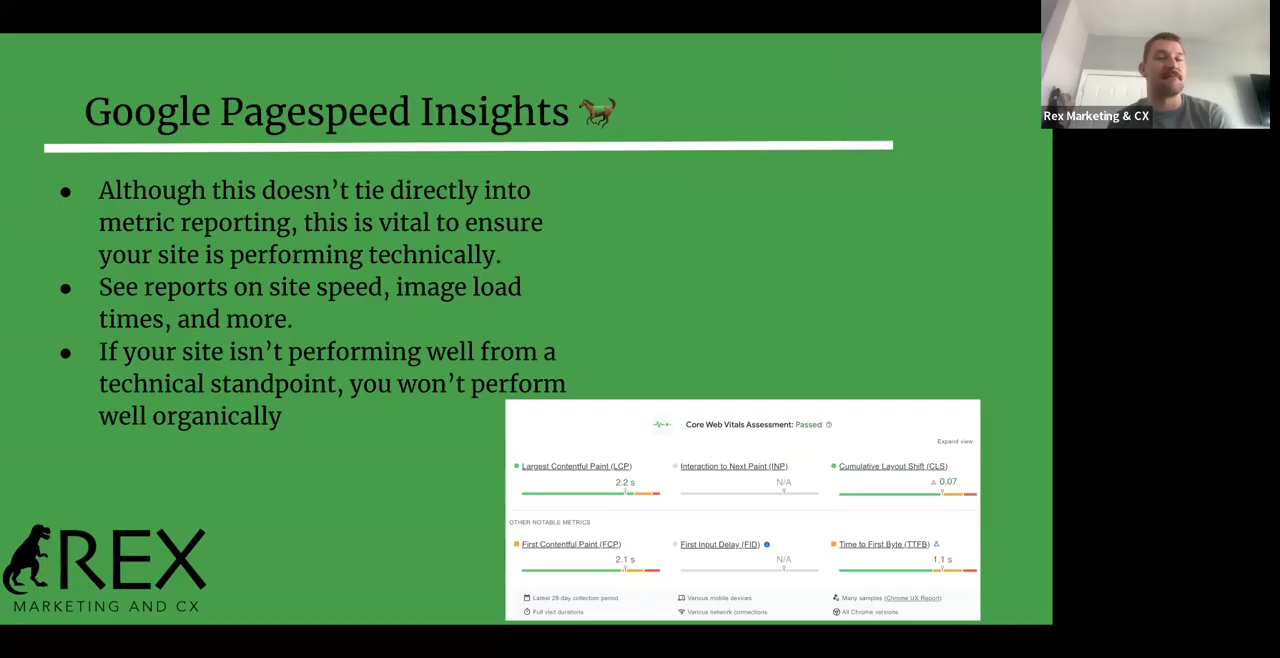 Google Pagespeed Insights
Rex Marketing & CX
● Although this doesn’t tie directly into
metric reporting, this is vital to ensure
your site is performing technically.
● See reports on site speed, image load
times, and more.
● If your site isn’t performing well from a
technical standpoint, you won’t perform
well organically
Core Web Vitals Assessment: Passed
Expand view
Largest Contentful Paint (LCP)
2.2 s
Interaction to Next Paint (INP)
N/A
Cumulative Layout Shift (CLS)
0.07
OTHER NOTABLE METRICS
First Contentful Paint (FCP)
2.1 s
First Input Delay (FID)
N/A
Time to First Byte (TTFB)
1.1 s
Latest 28-day collection period
Various mobile devices
Many samples (Chrome UX Report)
Full visit durations
Various network connections
All Chrome versions
REX
MARKETING AND CX